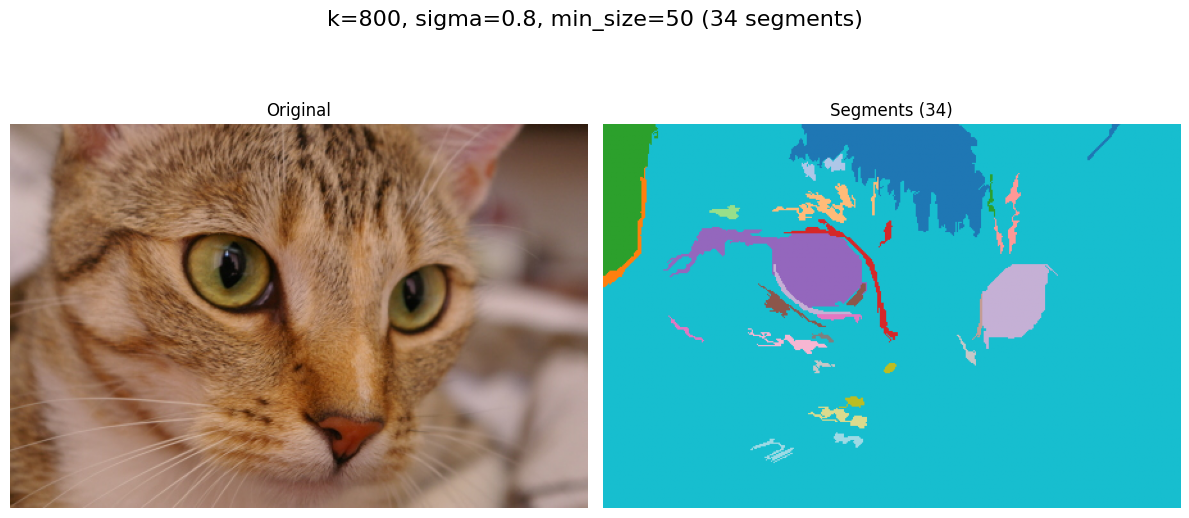 k=800, sigma=0.8, min_size=50 (34 segments)
Original
Segments (34)